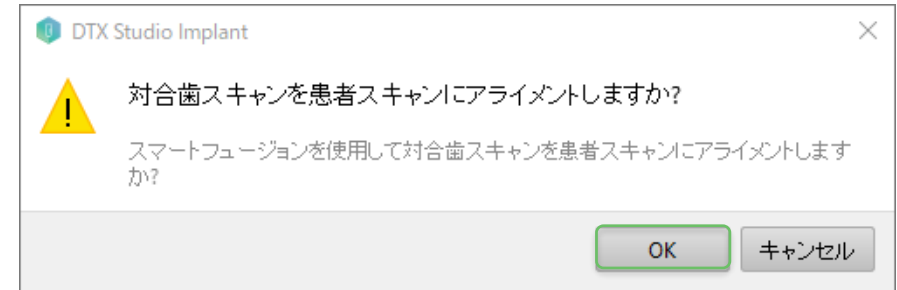 DTX Studio Implant
対合歯スキャンを患者スキャンにアライメントしますか?
スマートフュージョンを使用して対合歯スキャンを患者スキャンにアライメントします
か?
OK
キャンセル